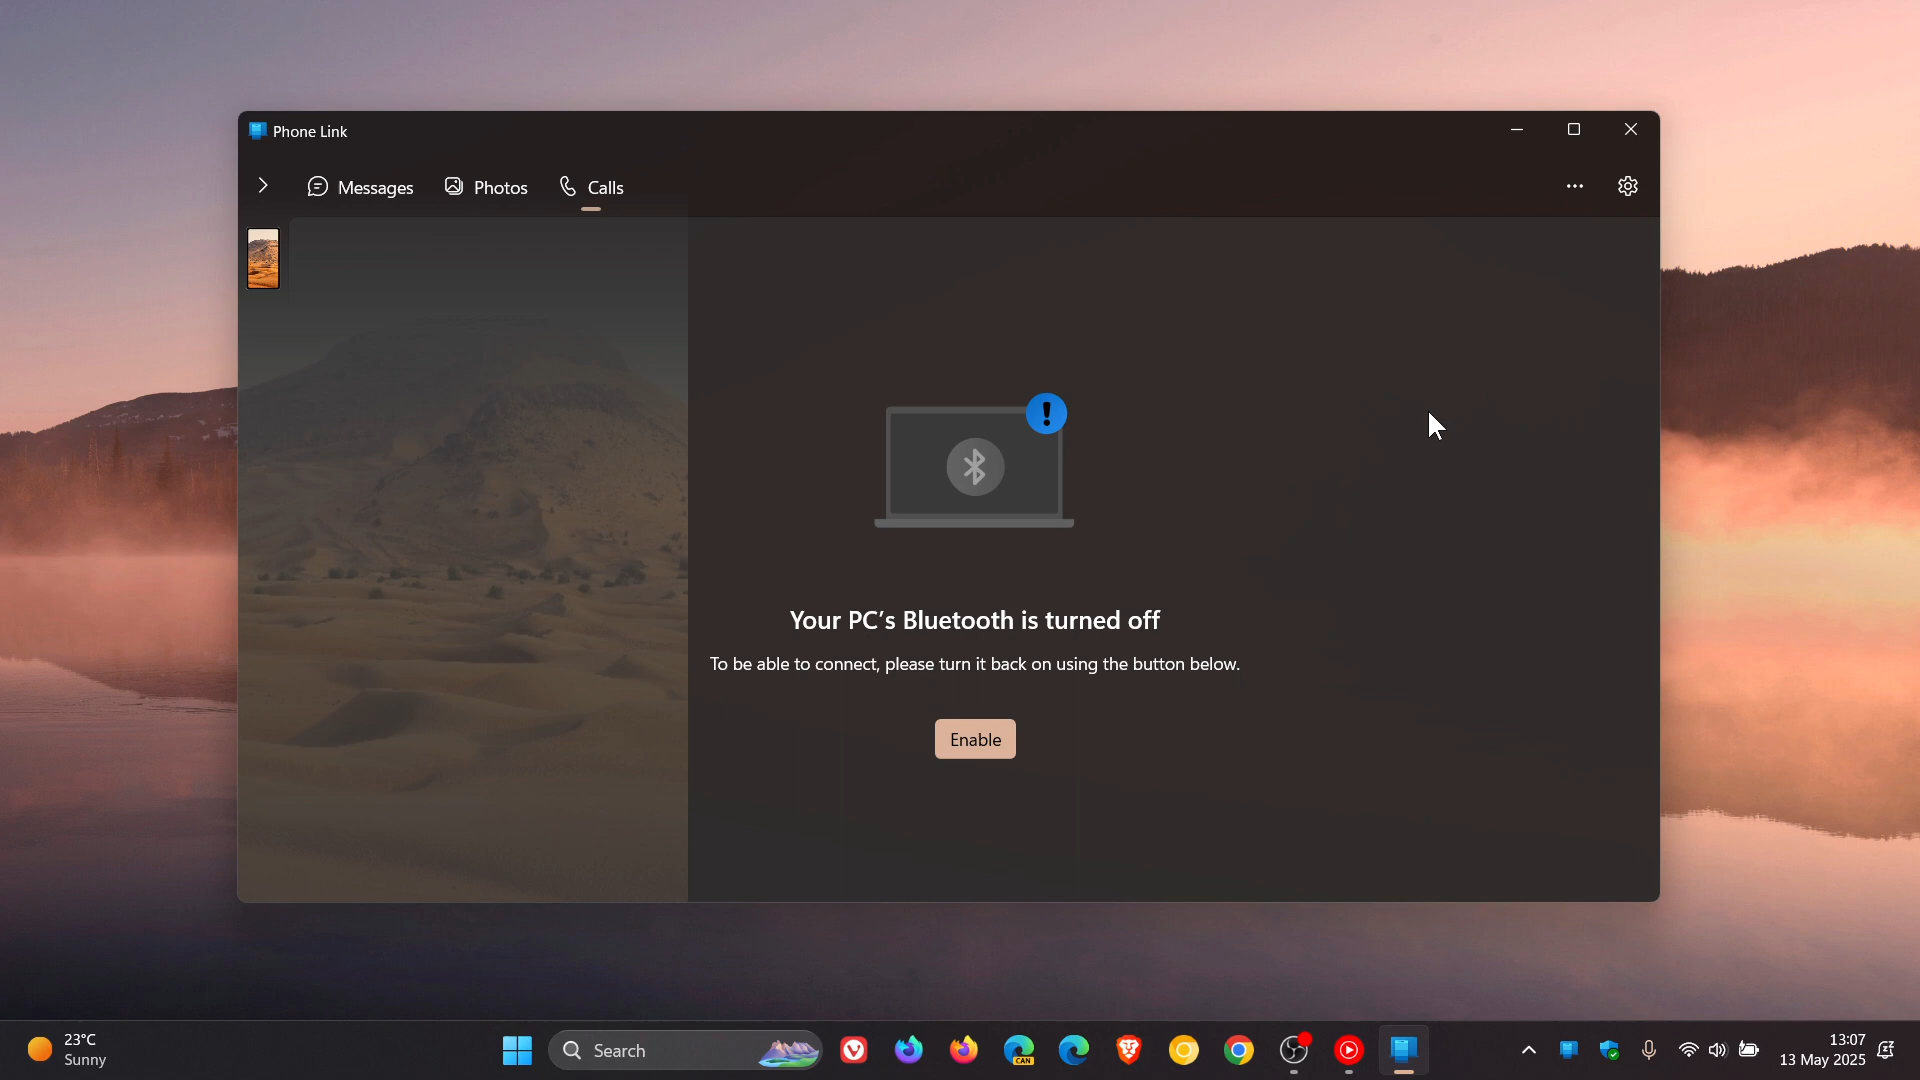 Phone Link
Messages
Photos
Calls
!
Your PC’s Bluetooth is turned off
To be able to connect, please turn it back on using the button below.
Enable
23°C
Sunny
Search
CAN
13:07
13 May 2025